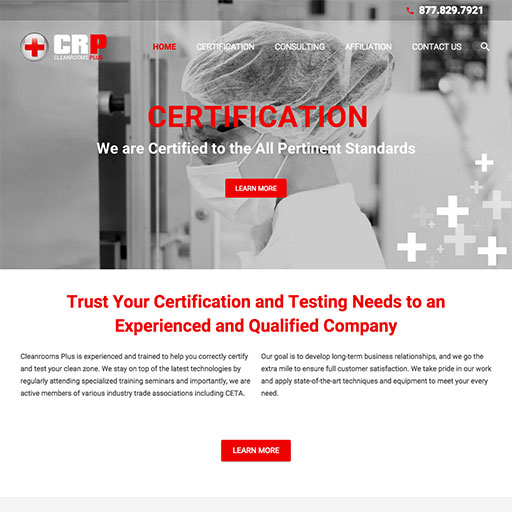 877.829.7921
CRP
CLEANROOMS PLUS
HOME CERTIFICATION CONSULTING AFFILIATION CONTACT US
CERTIFICATION
We are Certified to the All Pertinent Standards
LEARN MORE
Trust Your Certification and Testing Needs to an
Experienced and Qualified Company
Cleanrooms Plus is experienced and trained to help you correctly certify
and test your clean zone. We stay on top of the latest technologies by
regularly attending specialized training seminars and importantly, we are
active members of various industry trade associations including CETA.
Our goal is to develop long-term business relationships, and we go the
extra mile to ensure full customer satisfaction. We take pride in our work
and apply state-of-the-art techniques and equipment to meet your every
need.
LEARN MORE